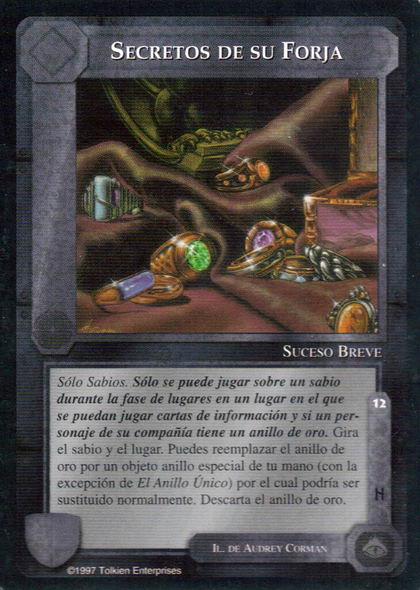 Secretos de su Forja
Suceso Breve
Sólo Sabios. Sólo se puede jugar sobre un sabio
durante la fase de lugares en un lugar en el que
se puedan jugar cartas de información y si un per-
sonaje de su compañía tiene un anillo de oro. Gira
el sabio y el lugar. Puedes reemplazar el anillo de
oro por un objeto anillo especial de tu mano (con la
excepción de El Anillo Único) por el cual podría ser
sustituido normalmente. Descarta el anillo de oro.
12
Il. de Audrey Corman
©1997 Tolkien Enterprises